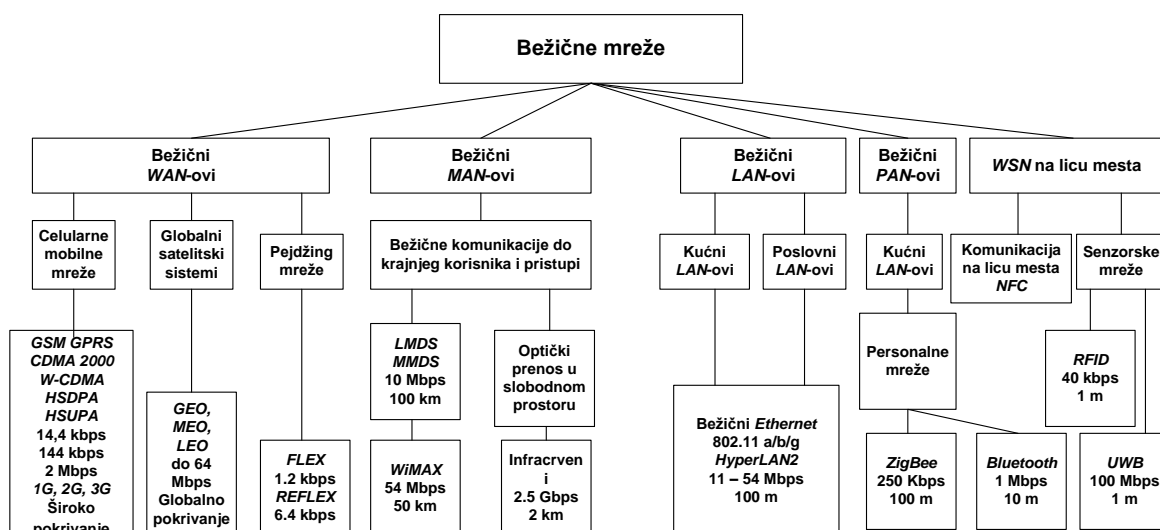 Bežične mreže
Bežični
WAN-ovi
Bežični
MAN-ovi
Bežični
LAN-ovi
Bežični
PAN-ovi
WSN na licu mesta
Celularne
mobilne
mreže
Globalni
satelitski
sistemi
Pejdžing
mreže
Bežične komunikacije do
krajnjeg korisnika i pristupi
Kućni
LAN-ovi
Poslovni
LAN-ovi
Kućni
LAN-ovi
Komunikacija
na licu mesta
NFC
Senzorske
mreže
GSM GPRS
CDMA 2000
W-CDMA
HSDPA
HSUPA
14,4 kbps
144 kbps
2 Mbps
1G, 2G, 3G
Široko
pokrivanje
GEO,
MEO,
LEO
do 64
Mbps
Globalno
pokrivanje
FLEX
1.2 kbps
REFLEX
6.4 kbps
LMDS
MMDS
10 Mbps
100 km
Optički
prenos u
slobodnom
prostoru
WiMAX
54 Mbps
50 km
Infracrven
i
2.5 Gbps
2 km
Bežični Ethernet
802.11 a/b/g
HyperLAN2
11 – 54 Mbps
100 m
Personalne
mreže
ZigBee
250 Kbps
100 m
Bluetooth
1 Mbps
10 m
RFID
40 kbps
1 m
UWB
100 Mbps
1 m